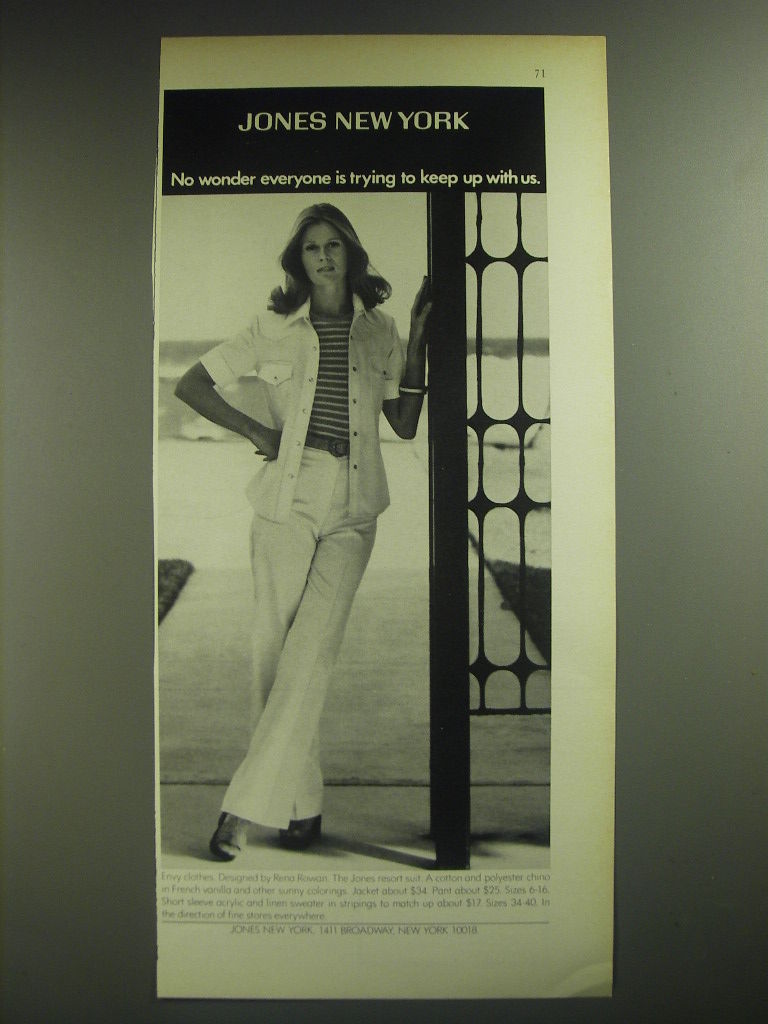 71
JONES NEW YORK
No wonder everyone is trying to keep up with us.
Envy clothes. Designed by Rena Rowan. The Jones resort suit. A cotton and polyester chino
in French vanilla and other sunny colorings. Jacket about $34. Pant about $25. Sizes 6-16.
Short sleeve acrylic and linen sweater in stripings to match up about $17. Sizes 34-40. In
the direction of fine stores everywhere.
JONES NEW YORK, 1411 BROADWAY, NEW YORK 10018